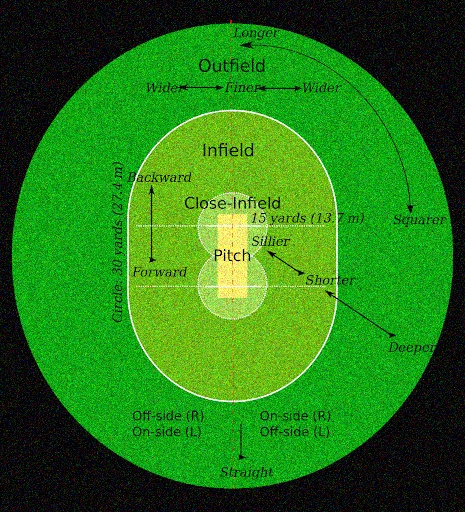 Longer
Outfield
Wider
Finer
Wider
Infield
Backward
Close-Infield
15 yards (13.7 m)
Squarer
Circle: 30 yards (27.4 m)
Sillier
Pitch
Forward
Shorter
Deeper
Off-side (R)
On-side (L)
On-side (R)
Off-side (L)
Straight